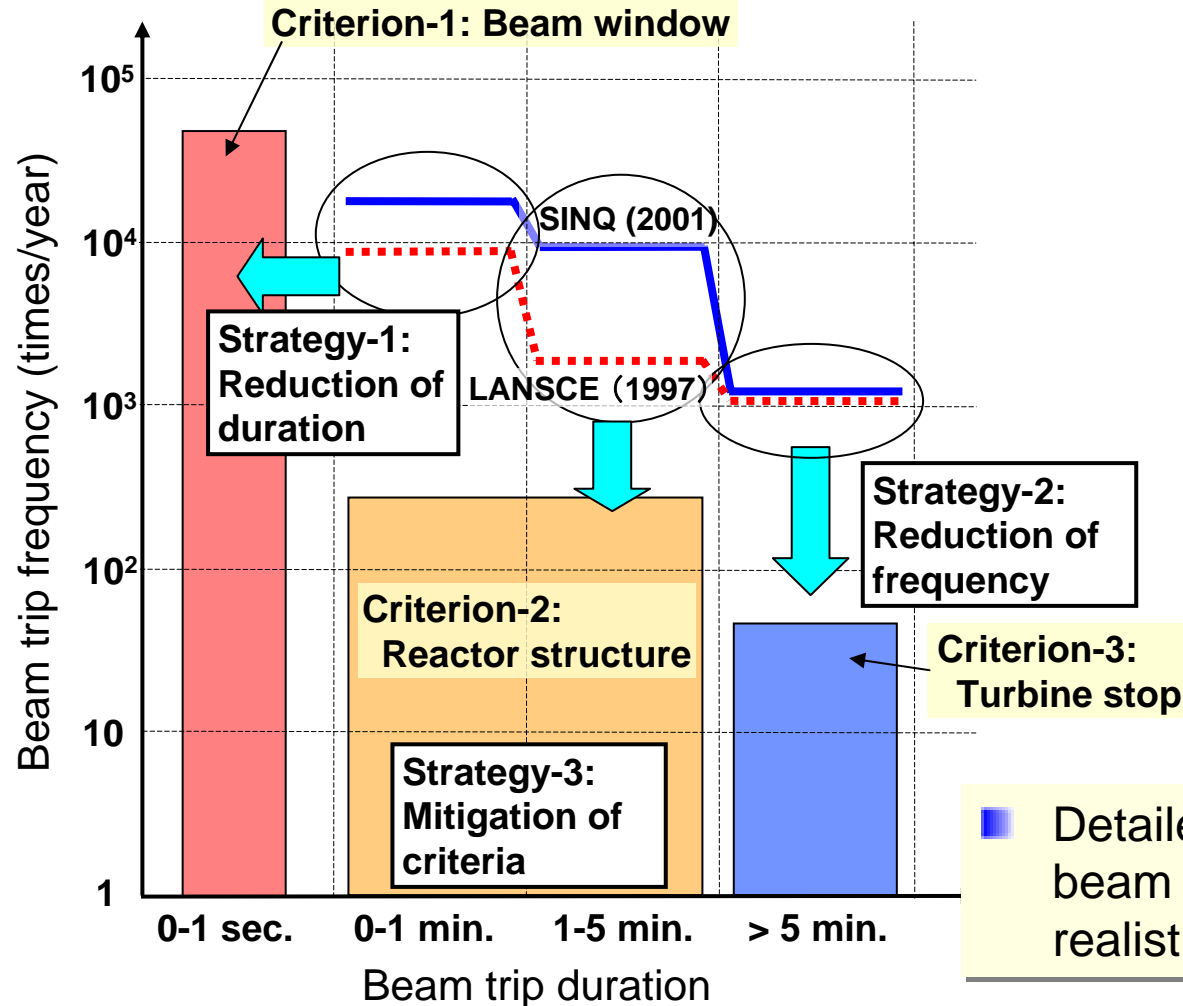 Criterion-1: Beam window
Beam trip frequency (times/year)
10⁵
10⁴
10³
10²
10
1
SINQ (2001)
LANSCE (1997)
Strategy-1:
Reduction of
duration
Strategy-2:
Reduction of
frequency
Criterion-2:
Reactor structure
Criterion-3:
Turbine stop
Strategy-3:
Mitigation of
criteria
0-1 sec.
0-1 min.
1-5 min.
> 5 min.
Beam trip duration
beam